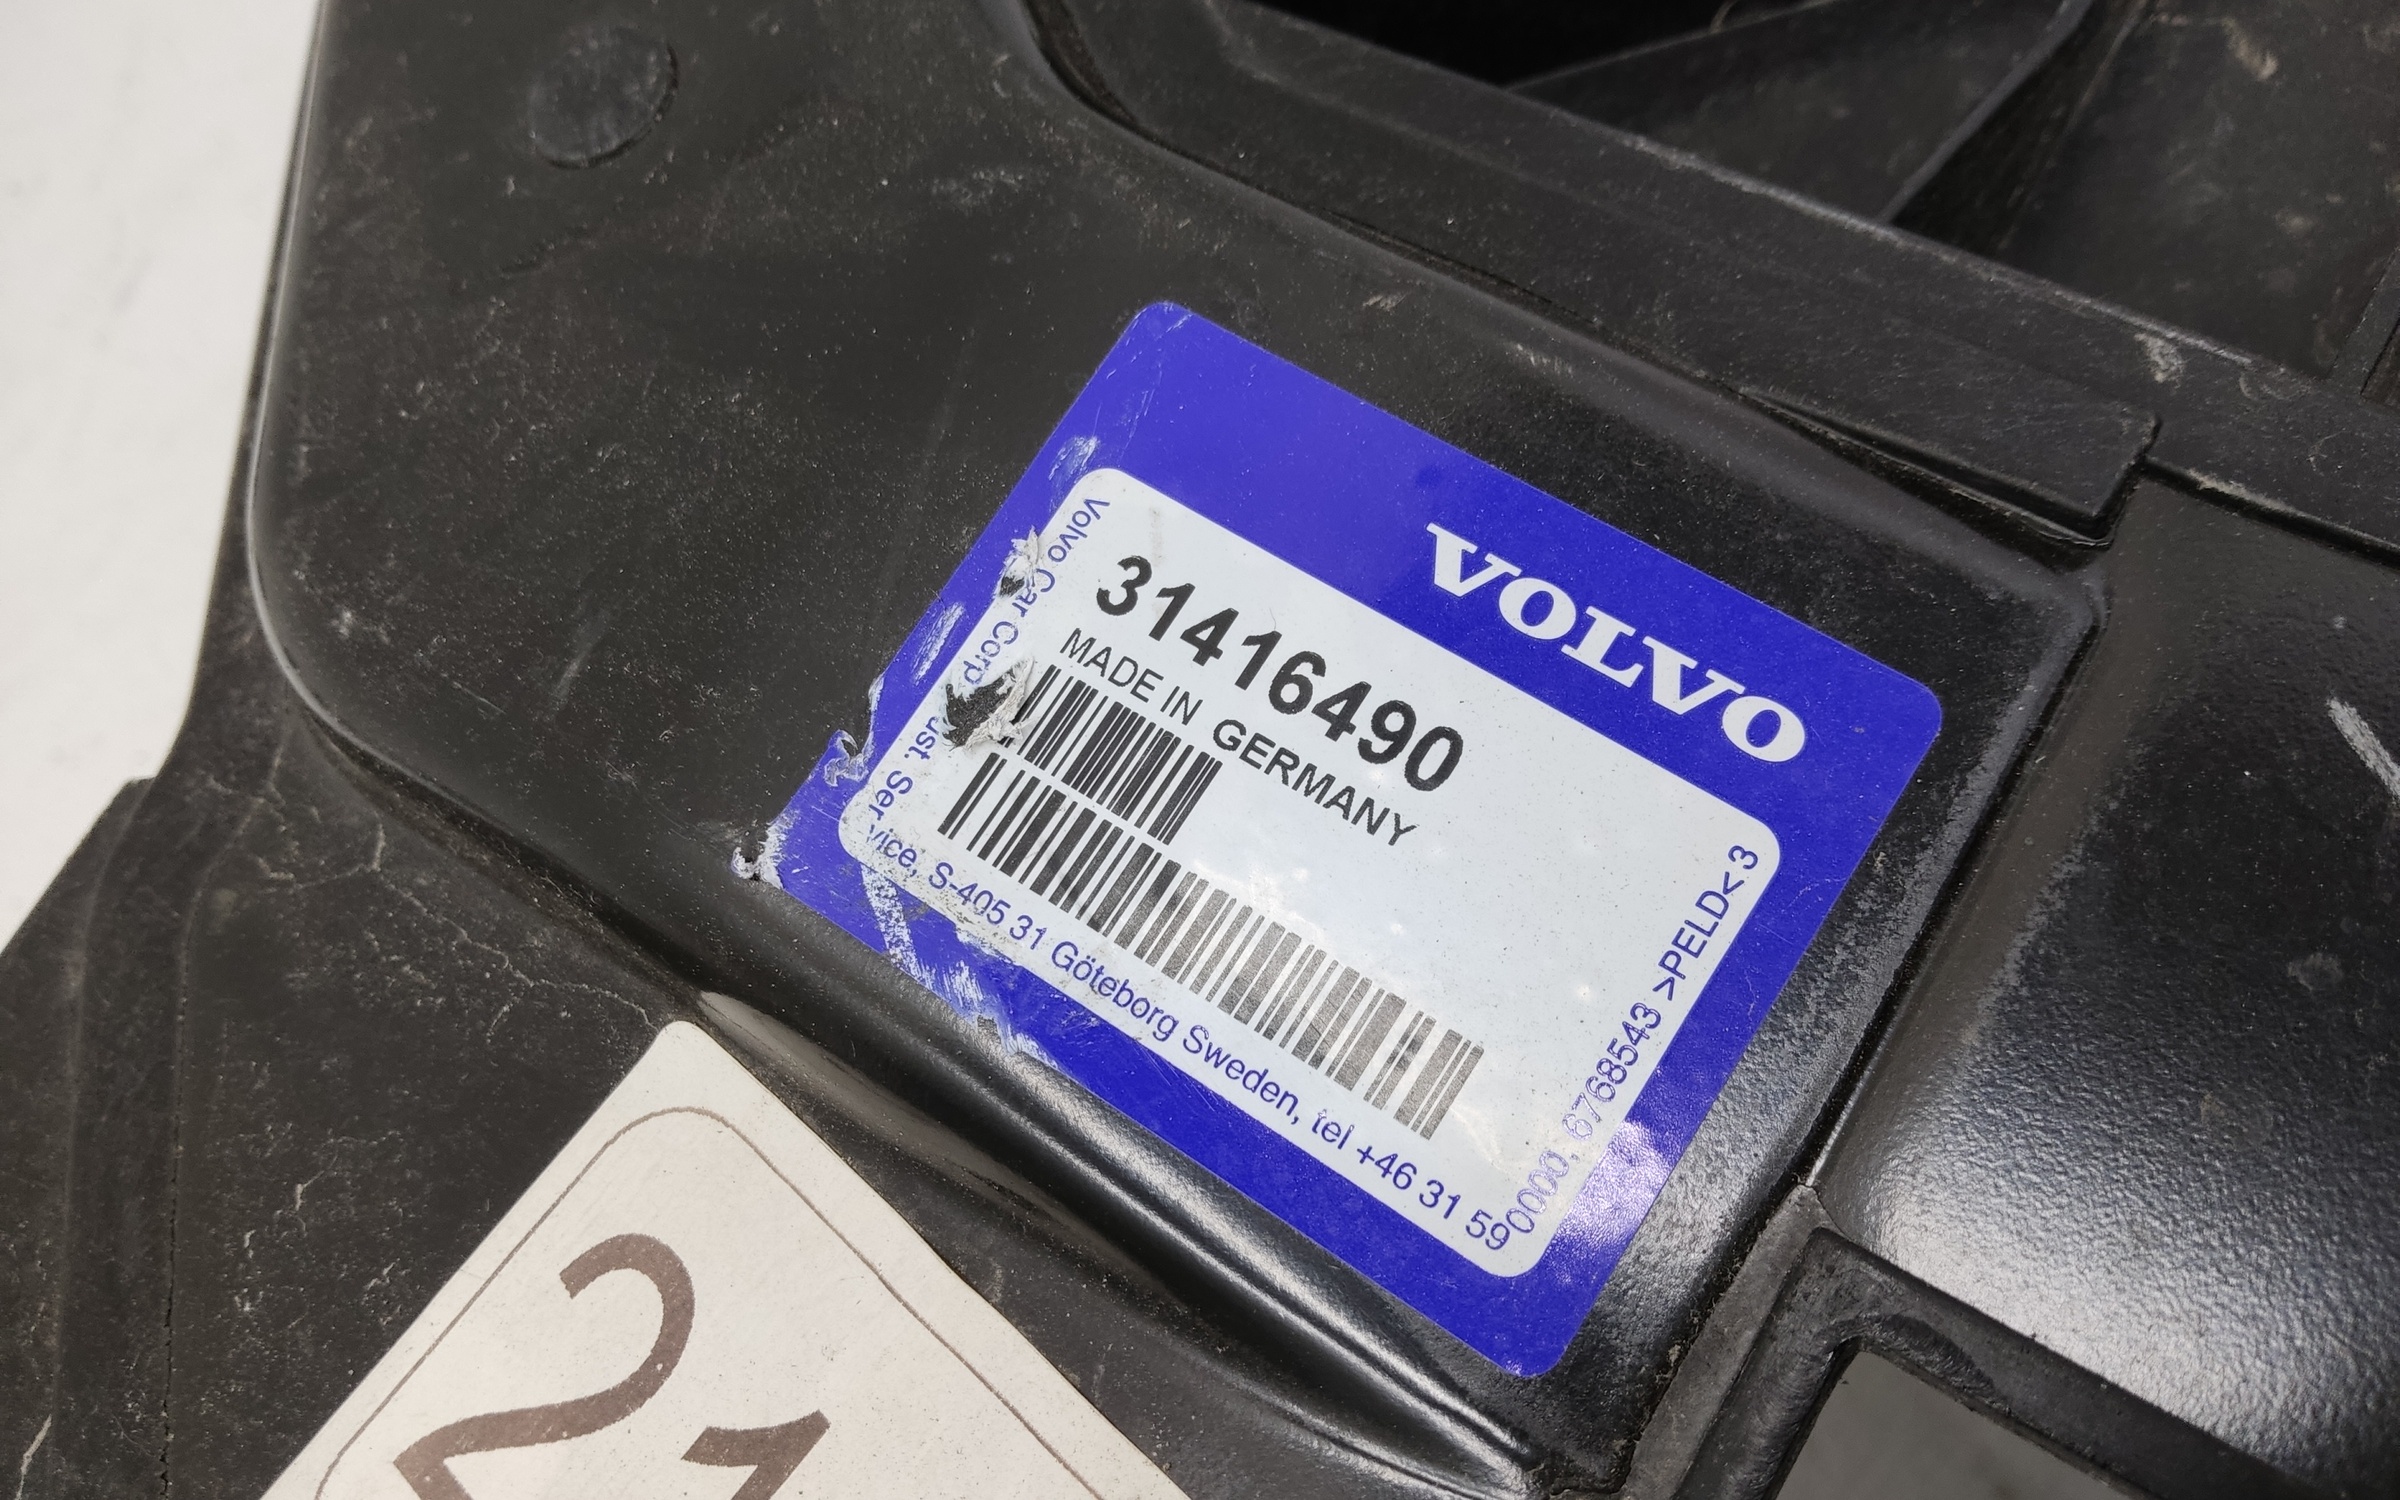 VOLVO
31416490
MADE IN GERMANY
Volvo Car Corp ust. Service, S-405 31 Göteborg Sweden, tel +46 31 590000, 6768543 >PELD< 3
21